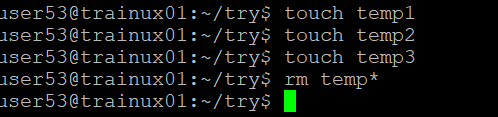 user53@trainux01:~/try$ touch temp1
user53@trainux01:~/try$ touch temp2
user53@trainux01:~/try$ touch temp3
user53@trainux01:~/try$ rm temp*
user53@trainux01:~/try$